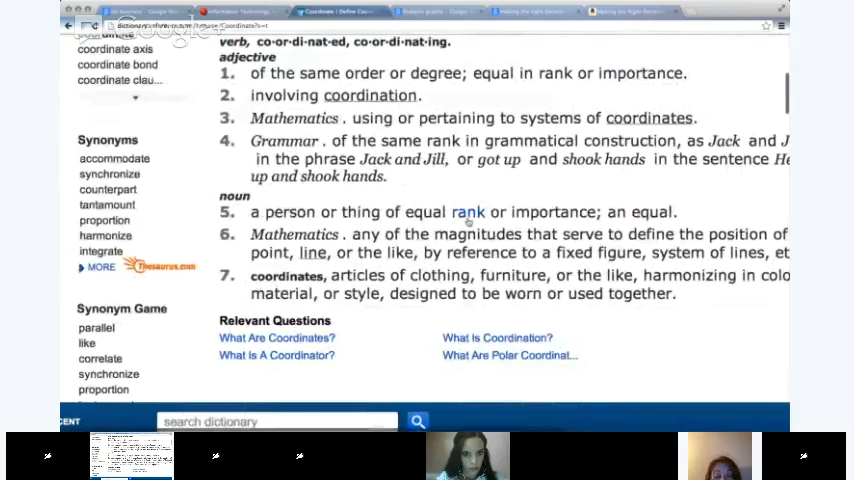 Coordinate | Define Coo...
coordinate
coordinate axis
coordinate bond
coordinate clau...
Synonyms
accommodate
synchronize
counterpart
tantamount
proportion
harmonize
integrate
MORE
Thesaurus.com
Synonym Game
parallel
like
correlate
synchronize
proportion
verb, co·or·di·nat·ed, co·or·di·nat·ing.
adjective
1. of the same order or degree; equal in rank or importance.
2. involving coordination.
3. Mathematics . using or pertaining to systems of coordinates.
4. Grammar . of the same rank in grammatical construction, as Jack and J
in the phrase Jack and Jill, or got up and shook hands in the sentence He
up and shook hands.
noun
5. a person or thing of equal rank or importance; an equal.
6. Mathematics . any of the magnitudes that serve to define the position of
point, line, or the like, by reference to a fixed figure, system of lines, et
7. coordinates, articles of clothing, furniture, or the like, harmonizing in colo
material, or style, designed to be worn or used together.
Relevant Questions
What Are Coordinates?
What Is Coordination?
What Is A Coordinator?
What Are Polar Coordinat...
CENT
search dictionary